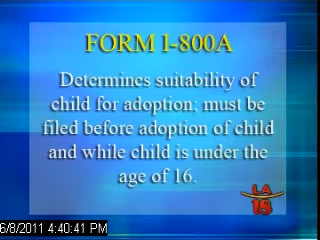 FORM I-800A
Determines suitability of
child for adoption; must be
filed before adoption of child
and while child is under the
age of 16.
LA
18
6/8/2011 4:40:41 PM